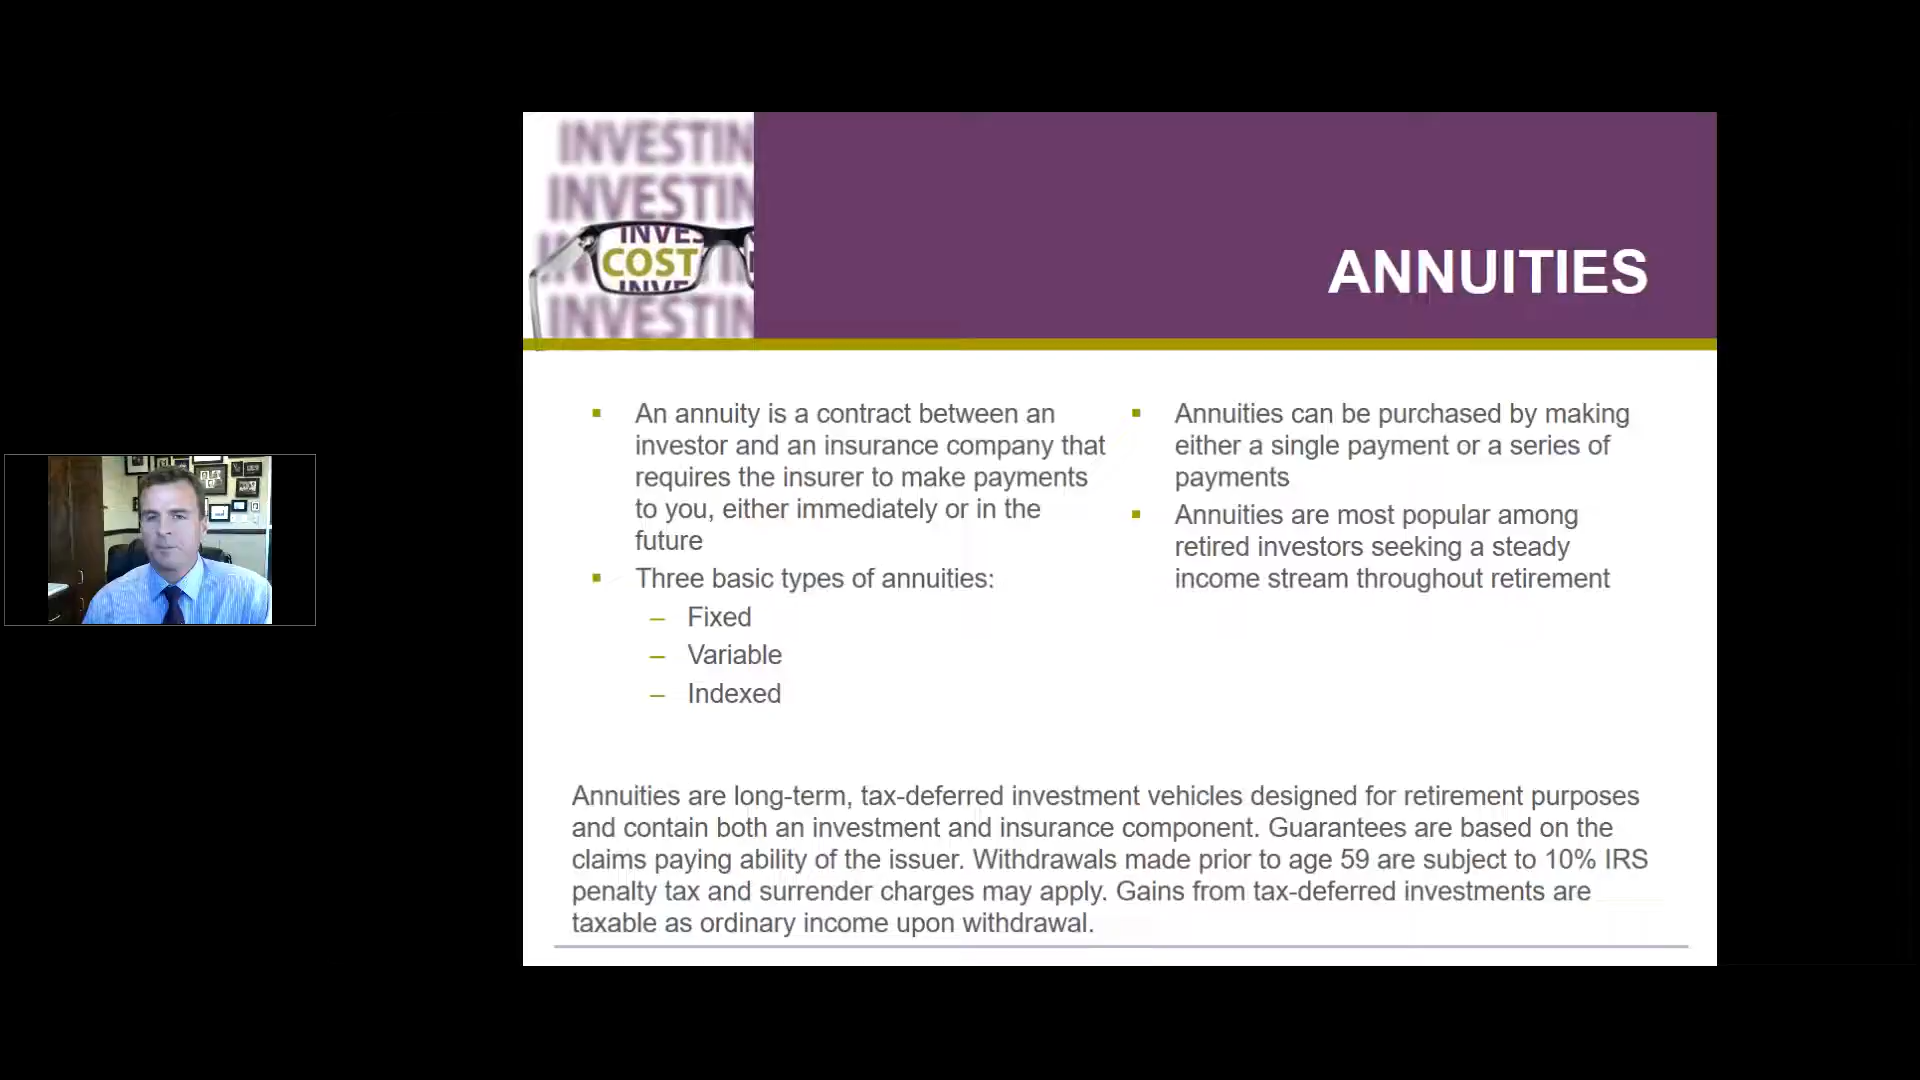 INVESTIN
INVESTIN
INVES
COST
INVE
INVESTIN
ANNUITIES
An annuity is a contract between an
investor and an insurance company that
requires the insurer to make payments
to you, either immediately or in the
future
Three basic types of annuities:
– Fixed
– Variable
– Indexed
Annuities can be purchased by making
either a single payment or a series of
payments
Annuities are most popular among
retired investors seeking a steady
income stream throughout retirement
Annuities are long-term, tax-deferred investment vehicles designed for retirement purposes
and contain both an investment and insurance component. Guarantees are based on the
claims paying ability of the issuer. Withdrawals made prior to age 59 are subject to 10% IRS
penalty tax and surrender charges may apply. Gains from tax-deferred investments are
taxable as ordinary income upon withdrawal.